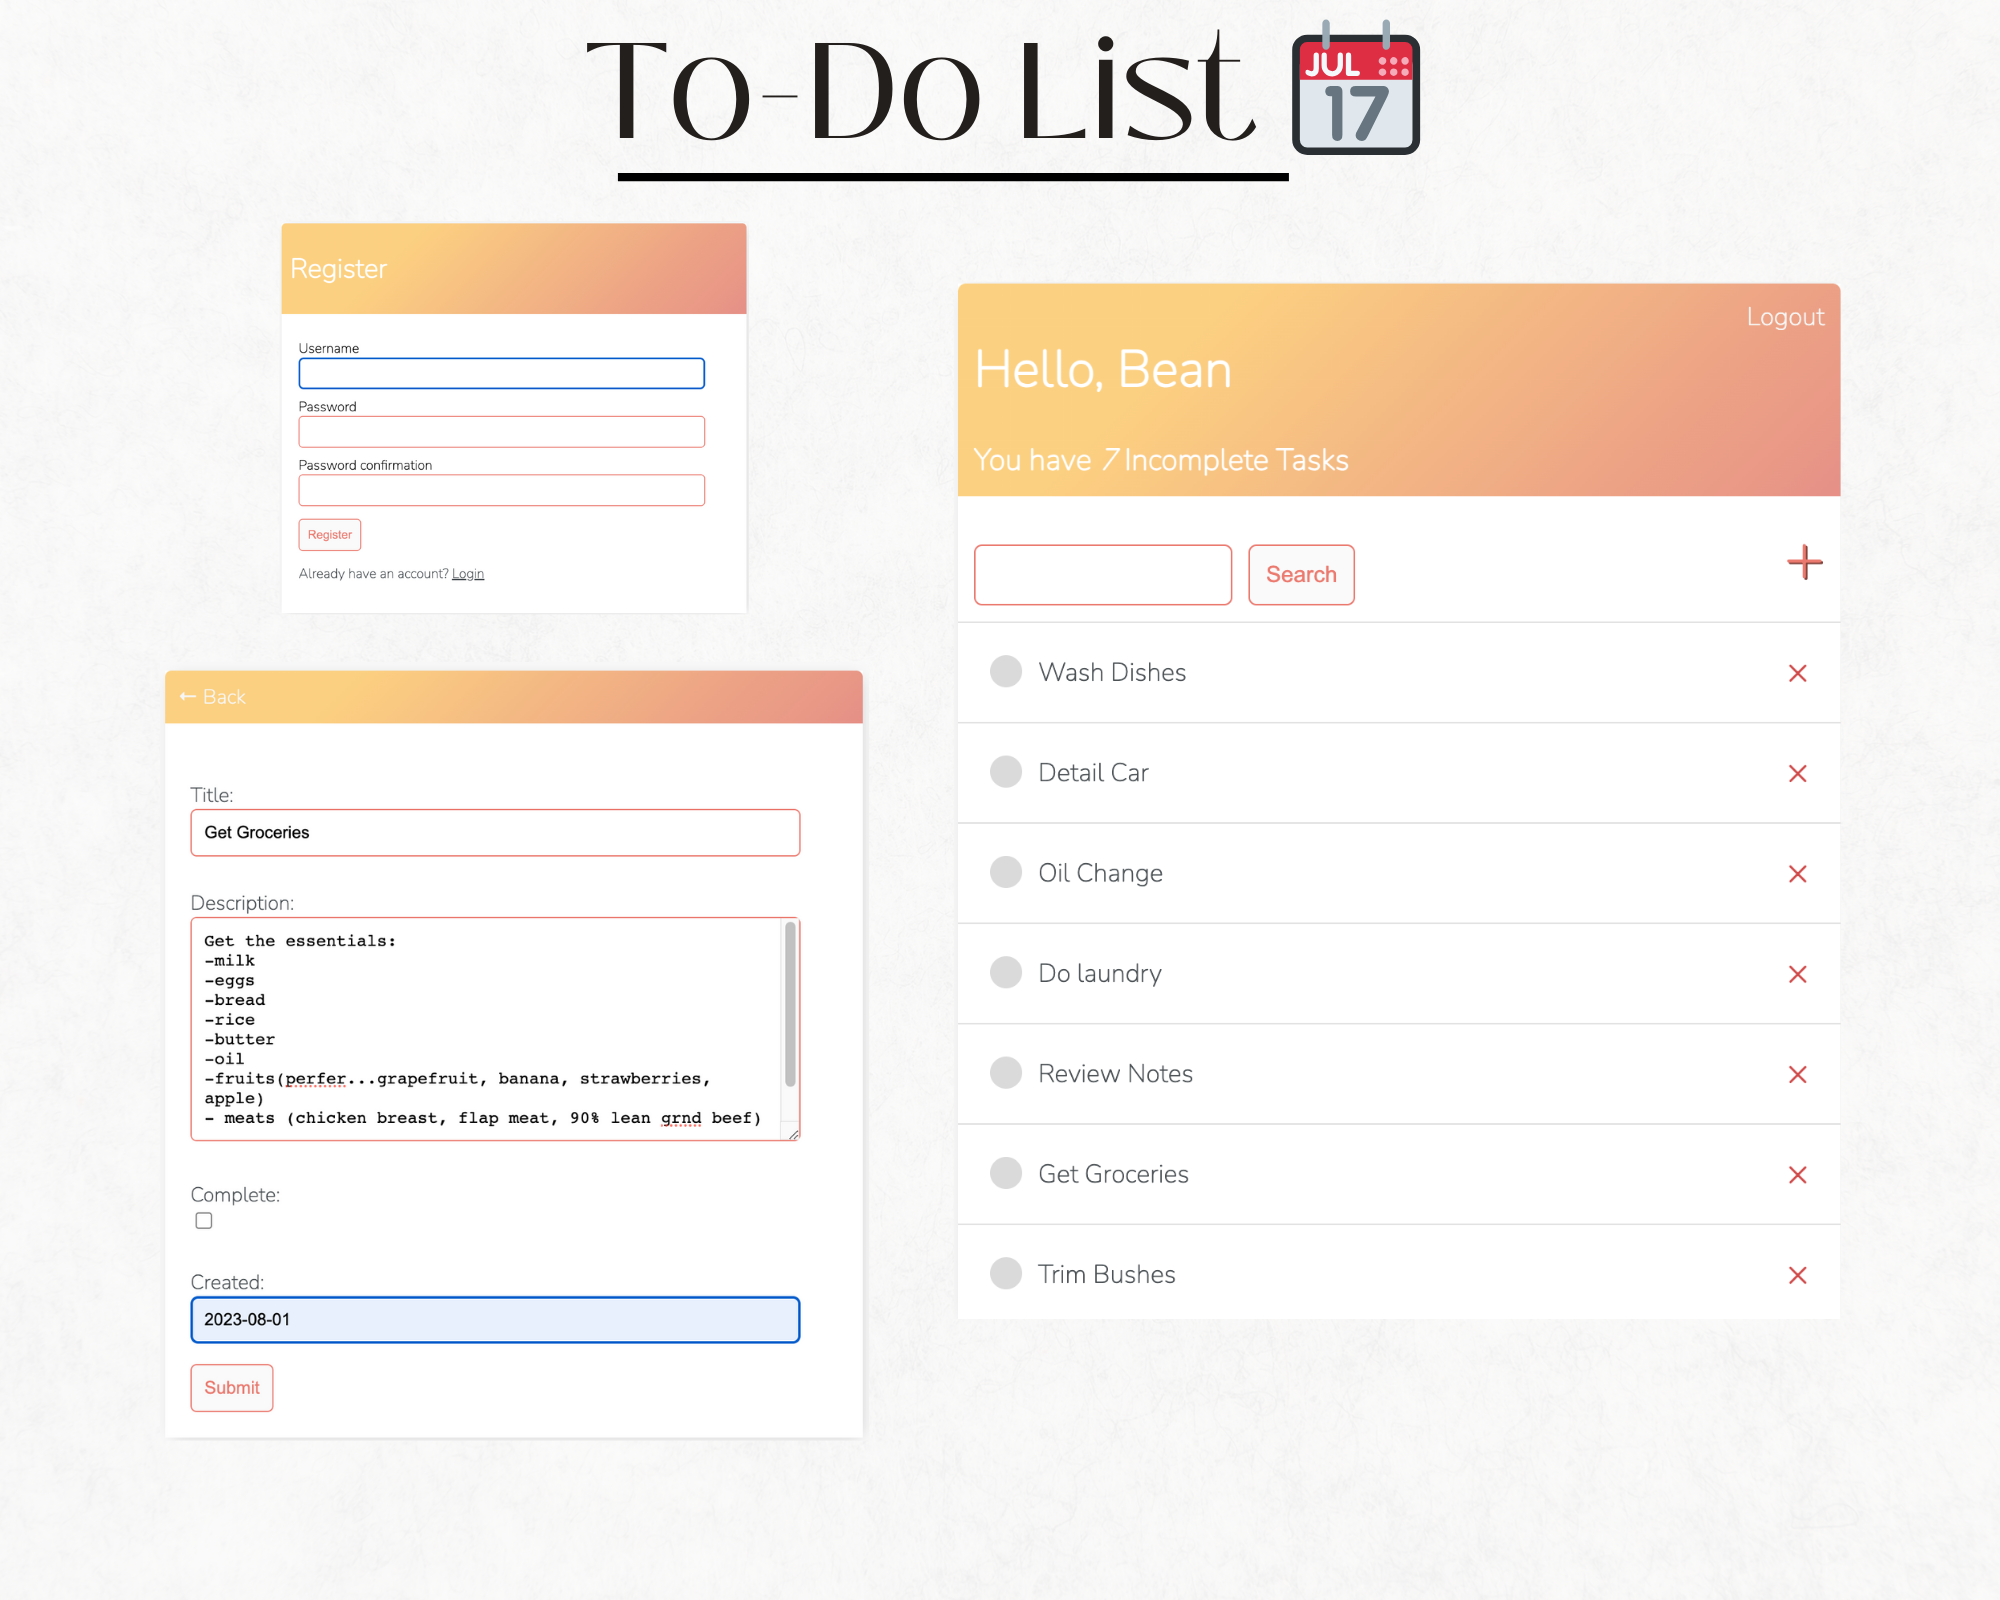 To-Do List
JUL
17
Register
Username
Password
Password confirmation
Register
Already have an account? Login
← Back
Title:
Get Groceries
Description:
Get the essentials:
-milk
-eggs
-bread
-rice
-butter
-oil
-fruits(perfer...grapefruit, banana, strawberries,
apple)
- meats (chicken breast, flap meat, 90% lean grnd beef)
Complete:
Created:
2023-08-01
Submit
Logout
Hello, Bean
You have 7 Incomplete Tasks
Search
Wash Dishes
Detail Car
Oil Change
Do laundry
Review Notes
Get Groceries
Trim Bushes